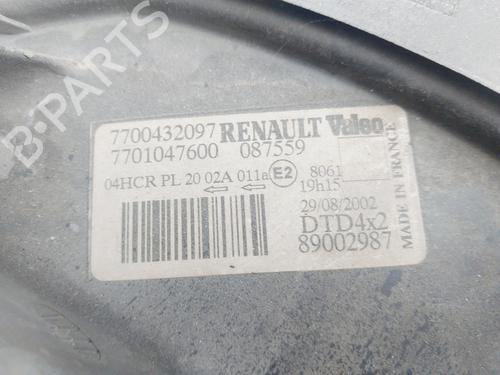 B-PARTS
7700432097 RENAULT Valeo
7701047600 087559
04HCR PL 20 02A 011a E2 8061
19h15
29/08/2002
DTD4x2
89002987
MADE IN FRANCE